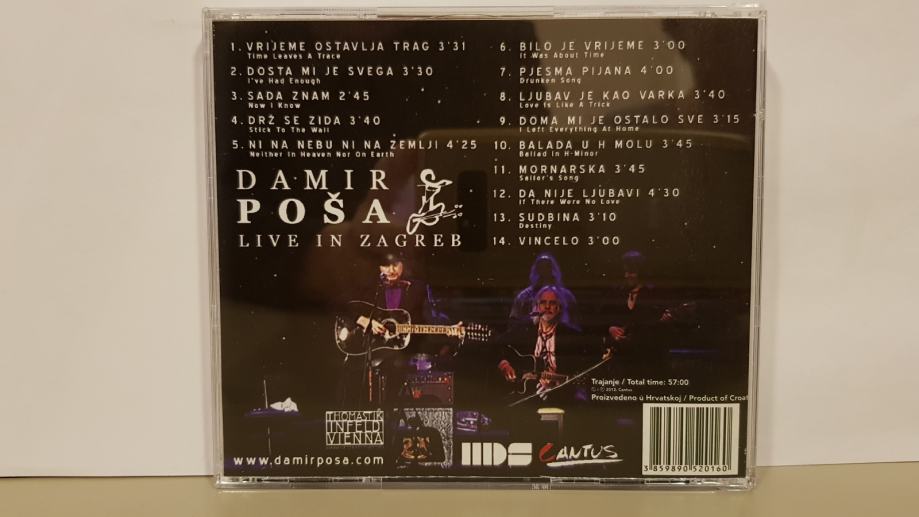 1. VRIJEME OSTAVLJA TRAG 3'31
Time Leaves A Trace
2. DOSTA MI JE SVEGA 3'30
I've Had Enough
3. SADA ZNAM 2'45
Now I Know
4. DRŽ SE ZIDA 3'40
Stick To The Wall
5. NI NA NEBU NI NA ZEMLJI 4'25
Neither In Heaven Nor On Earth
6. BILO JE VRIJEME 3'00
It Was About Time
7. PJESMA PIJANA 4'00
Drunken Song
8. LJUBAV JE KAO VARKA 3'40
Love Is Like A Trick
9. DOMA MI JE OSTALO SVE 3'15
I Left Everything At Home
10. BALADA U H MOLU 3'45
Ballad In H-Minor
11. MORNARSKA 3'45
Sailor's Song
12. DA NIJE LJUBAVI 4'30
If There Were No Love
13. SUDBINA 3'10
Destiny
14. VINCELO 3'00
DAMIR
POŠA
LIVE IN ZAGREB
Trajanje / Total time: 57:00
© ℗ 2012. Cantus
Proizvedeno u Hrvatskoj / Product of Croat
THOMASTIK
INFELD
VIENNA
MDS
CANTUS
www.damirposa.com
3 859890 520160